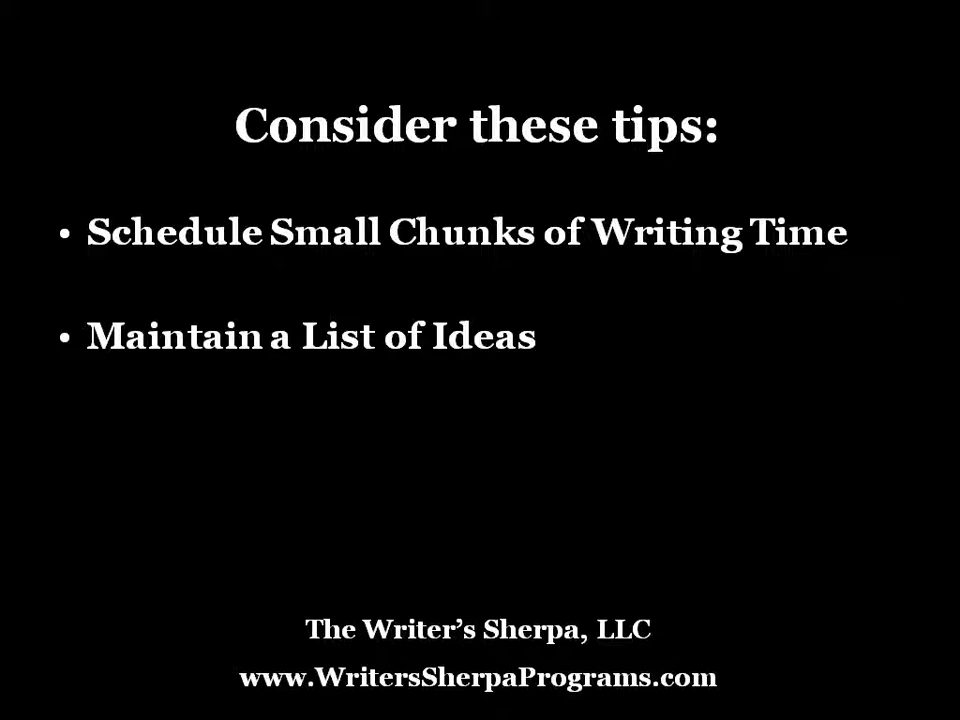 Consider these tips:
• Schedule Small Chunks of Writing Time
• Maintain a List of Ideas
The Writer’s Sherpa, LLC
www.WritersSherpaPrograms.com